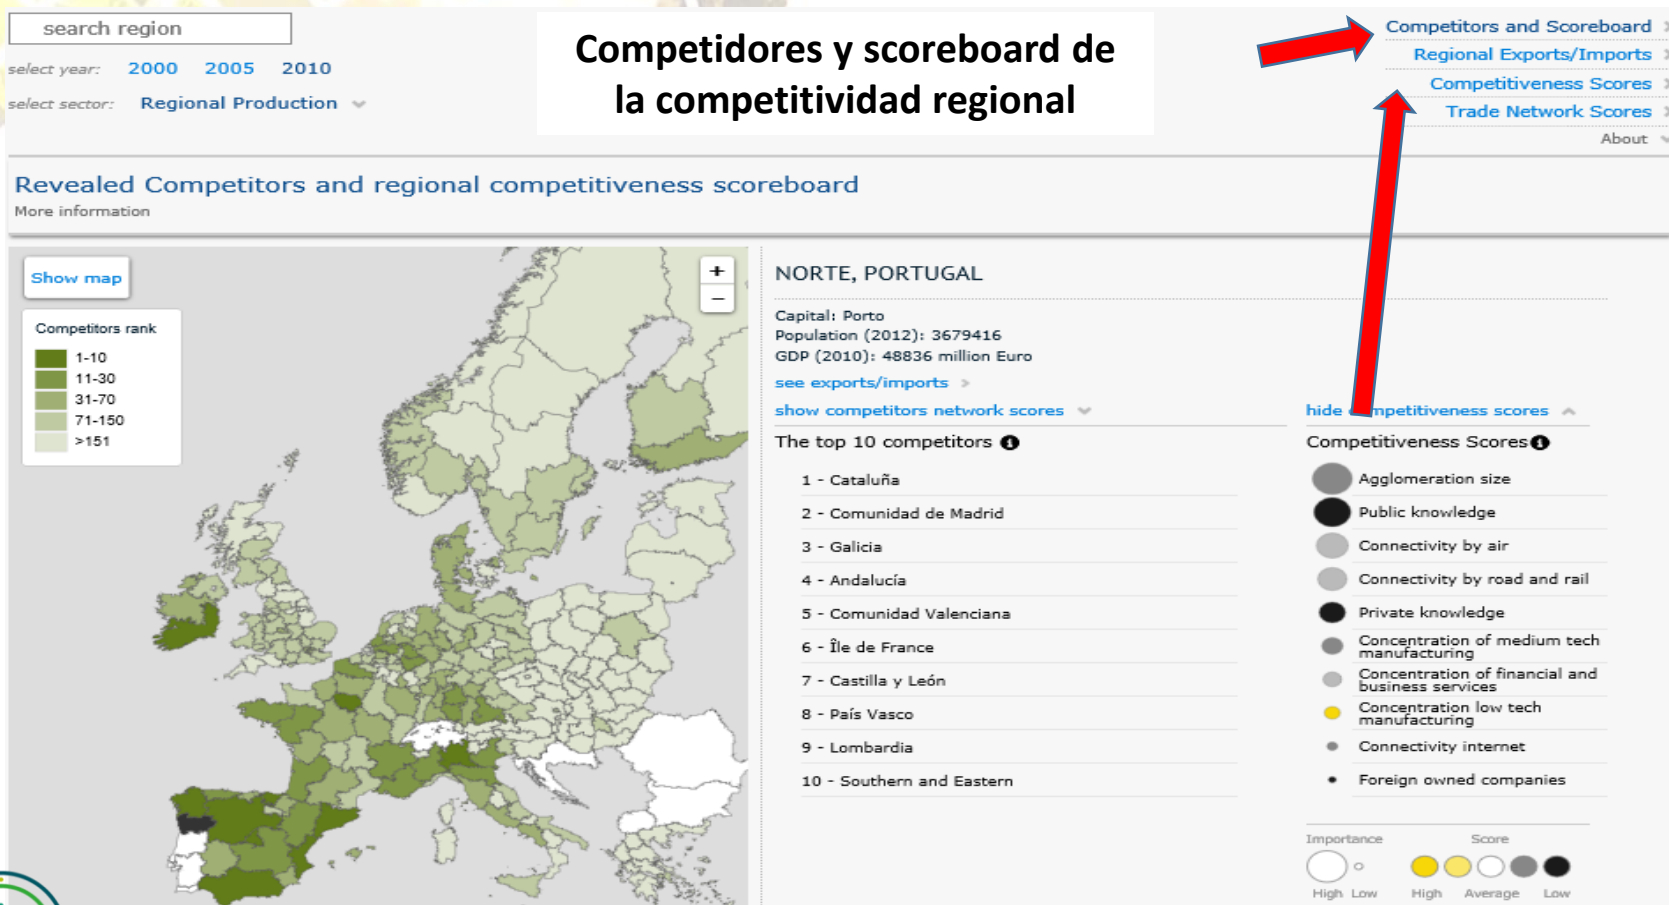 search region
select year: 2000 2005 2010
select sector: Regional Production
Competidores y scoreboard de
la competitividad regional
Competitors and Scoreboard
Regional Exports/Imports
Competitiveness Scores
Trade Network Scores
About
Revealed Competitors and regional competitiveness scoreboard
More information
Show map
+
−
Competitors rank
1-10
11-30
31-70
71-150
>151
NORTE, PORTUGAL
Capital: Porto
Population (2012): 3679416
GDP (2010): 48836 million Euro
see exports/imports
show competitors network scores
The top 10 competitors
1 - Cataluña
2 - Comunidad de Madrid
3 - Galicia
4 - Andalucía
5 - Comunidad Valenciana
6 - Île de France
7 - Castilla y León
8 - País Vasco
9 - Lombardia
10 - Southern and Eastern
hide competitiveness scores
Competitiveness Scores
Agglomeration size
Public knowledge
Connectivity by air
Connectivity by road and rail
Private knowledge
Concentration of medium tech
manufacturing
Concentration of financial and
business services
Concentration low tech
manufacturing
Connectivity internet
Foreign owned companies
Importance Score
High Low High Average Low